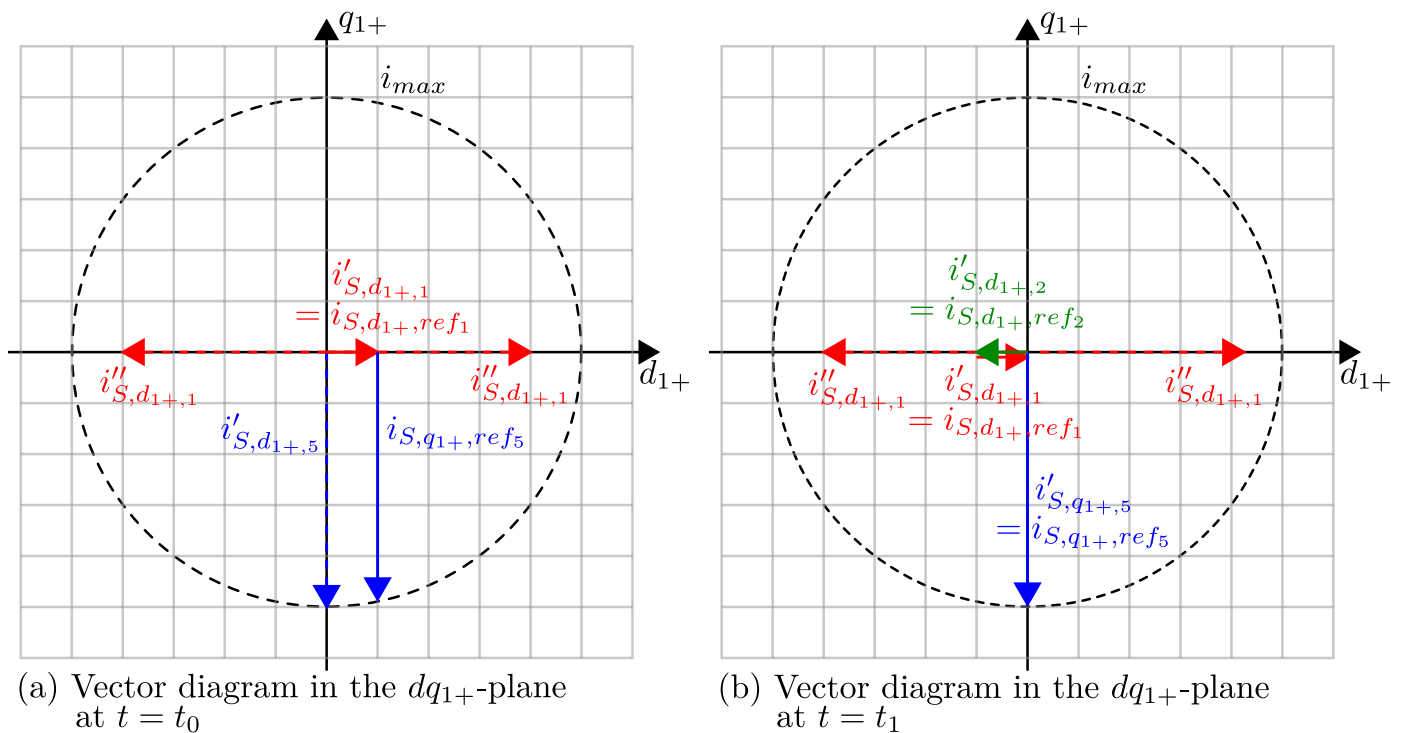 q1+
imax
i′S,d1+,1
= iS,d1+,ref1
i″S,d1+,1
i″S,d1+,1
d1+
i′S,d1+,5
iS,q1+,ref5
(a) Vector diagram in the dq1+-plane
at t = t0
q1+
imax
i′S,d1+,2
= iS,d1+,ref2
i″S,d1+,1
i′S,d1+,1
= iS,d1+,ref1
i″S,d1+,1
d1+
i′S,q1+,5
= iS,q1+,ref5
(b) Vector diagram in the dq1+-plane
at t = t1